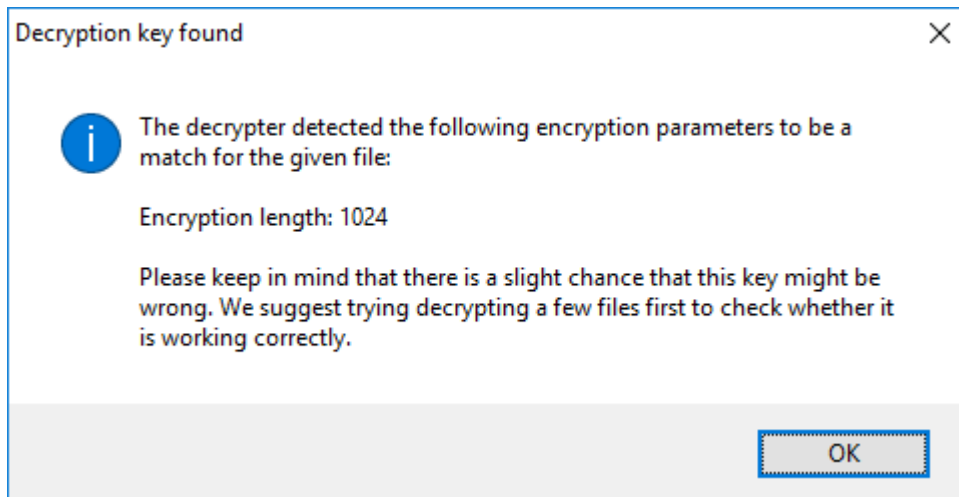 Decryption key found
The decrypter detected the following encryption parameters to be a
match for the given file:
Encryption length: 1024
Please keep in mind that there is a slight chance that this key might be
wrong. We suggest trying decrypting a few files first to check whether it
is working correctly.
OK